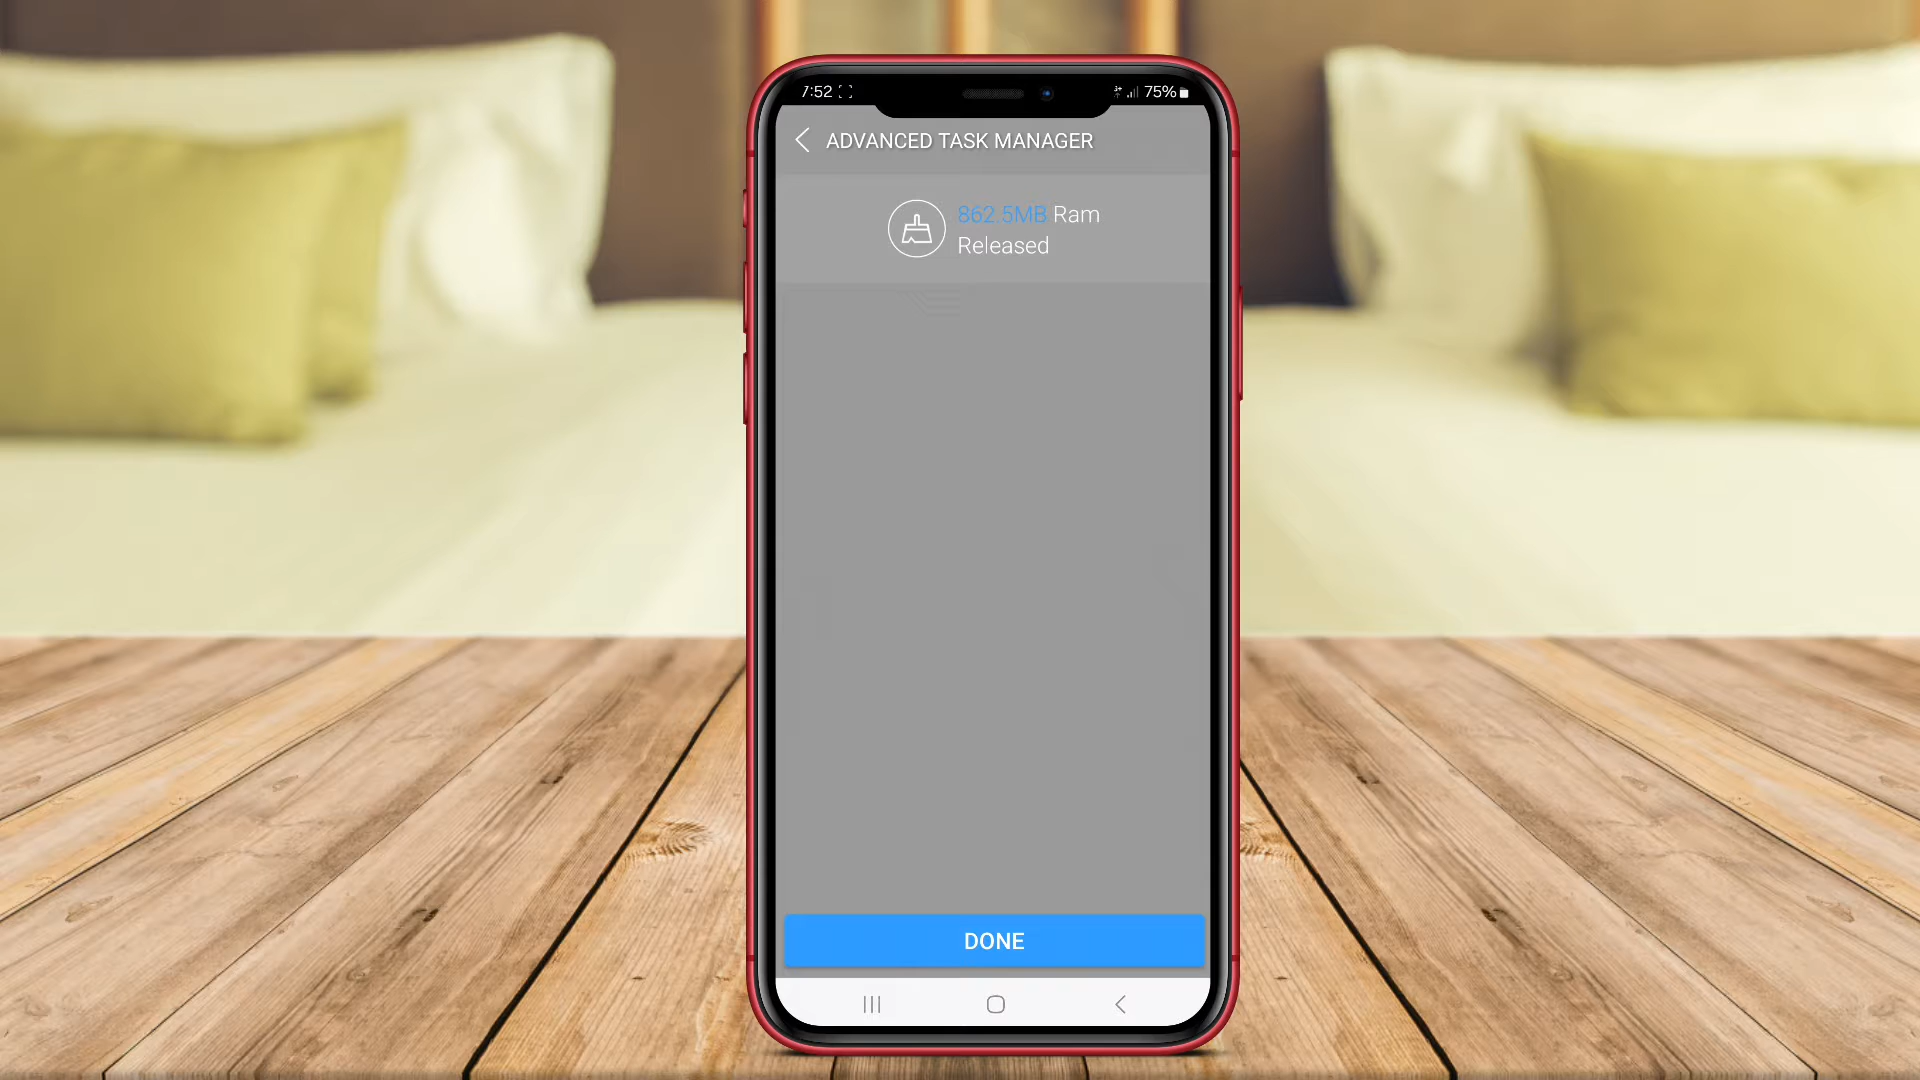 7:52 75%
ADVANCED TASK MANAGER
862.5MB Ram
Released
DONE